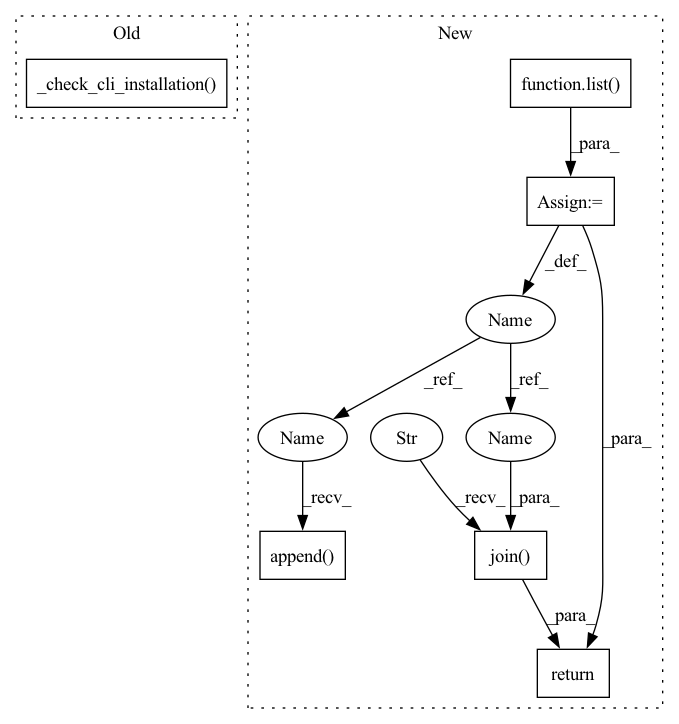 Old
New
_check_cli_installation()
function.list()
_para_
Assign:=
_def_
Name
_ref_
_ref_
Name
Str
Name
_para_
_recv_
_recv_
_para_
append()
join()
_para_
return